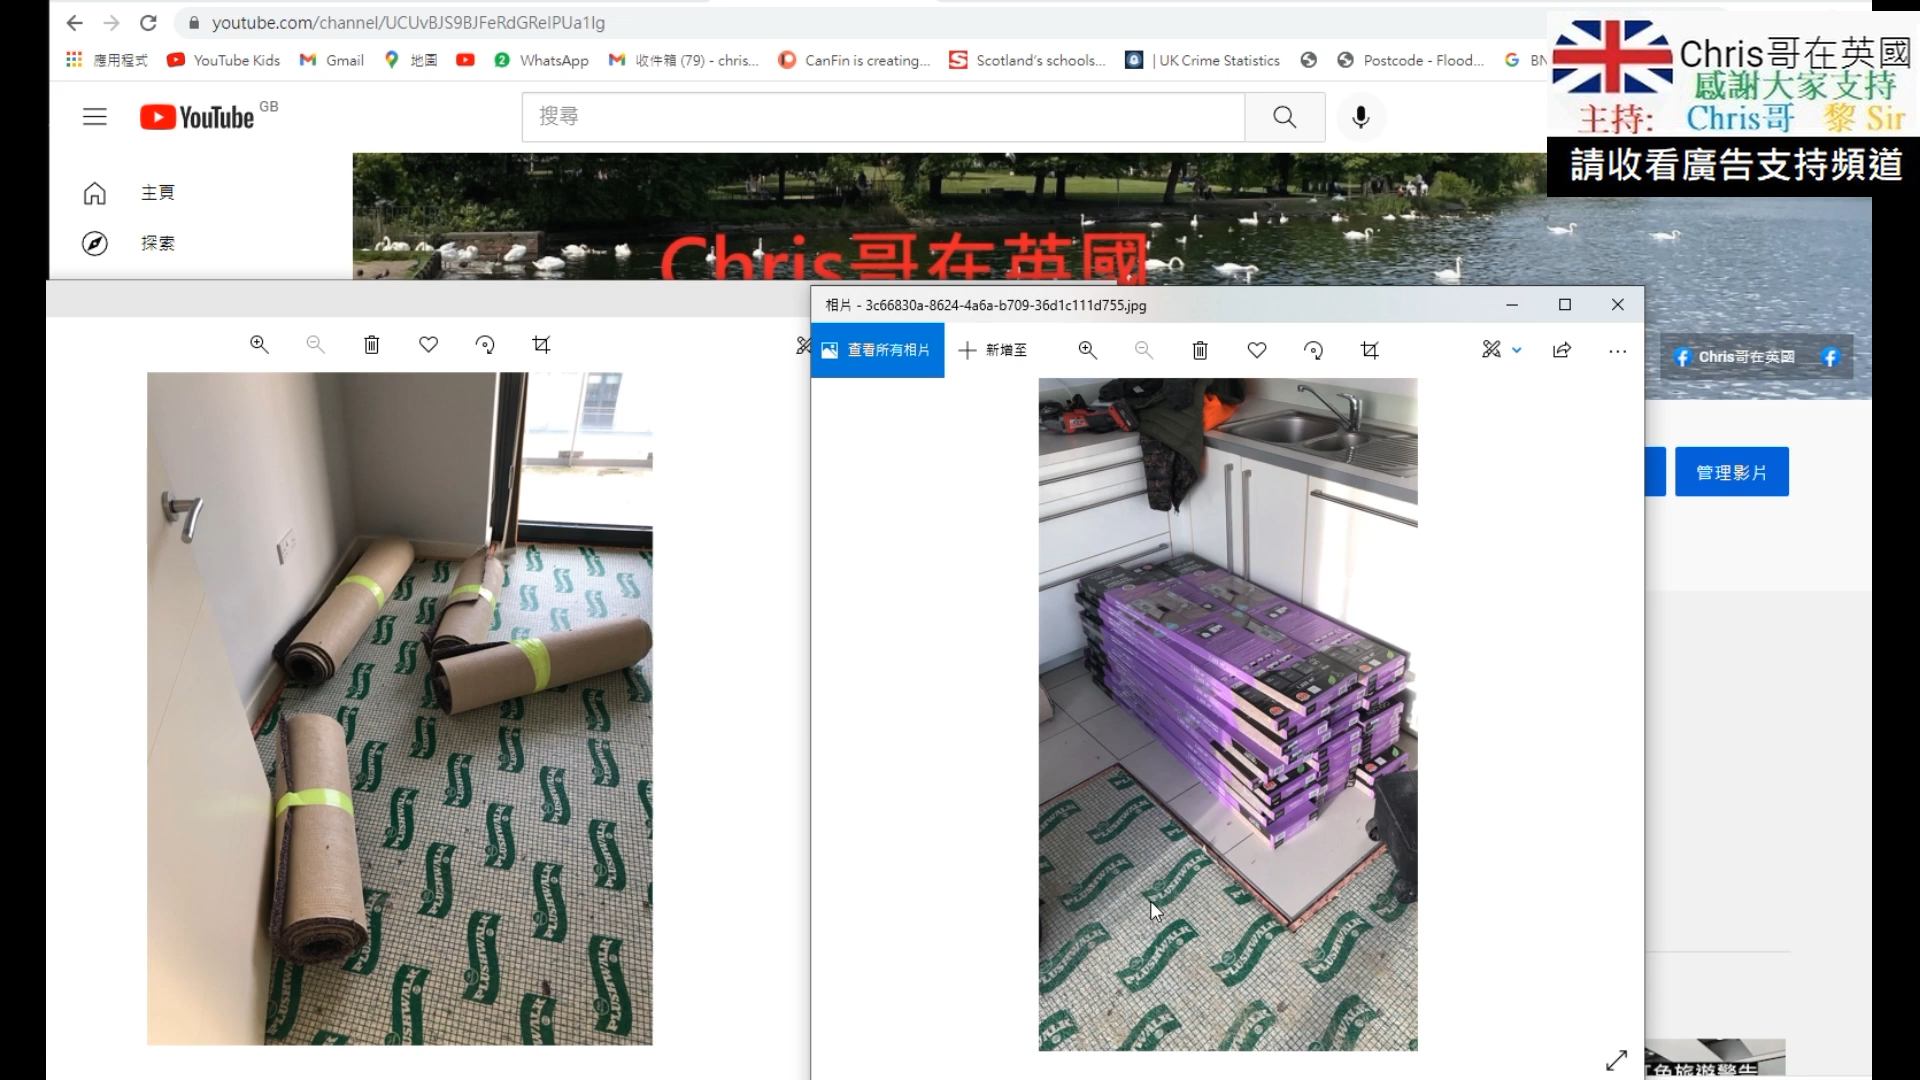 youtube.com/channel/UCUvBJS9BJFeRdGRelPUa1lg
應用程式 YouTube Kids Gmail 地圖 WhatsApp 收件箱 (79) - chris... CanFin is creating... Scotland's schools... | UK Crime Statistics Postcode - Flood... BN
Chris哥在英國
感謝大家支持
主持: Chris哥 黎 Sir
請收看廣告支持頻道
YouTube GB
搜尋
主頁
探索
Chris哥在英國
相片 - 3c66830a-8624-4a6a-b709-36d1c111d755.jpg
查看所有相片 新增至
Chris哥在英國
管理影片
PLUSHWALK
PLUSHWALK